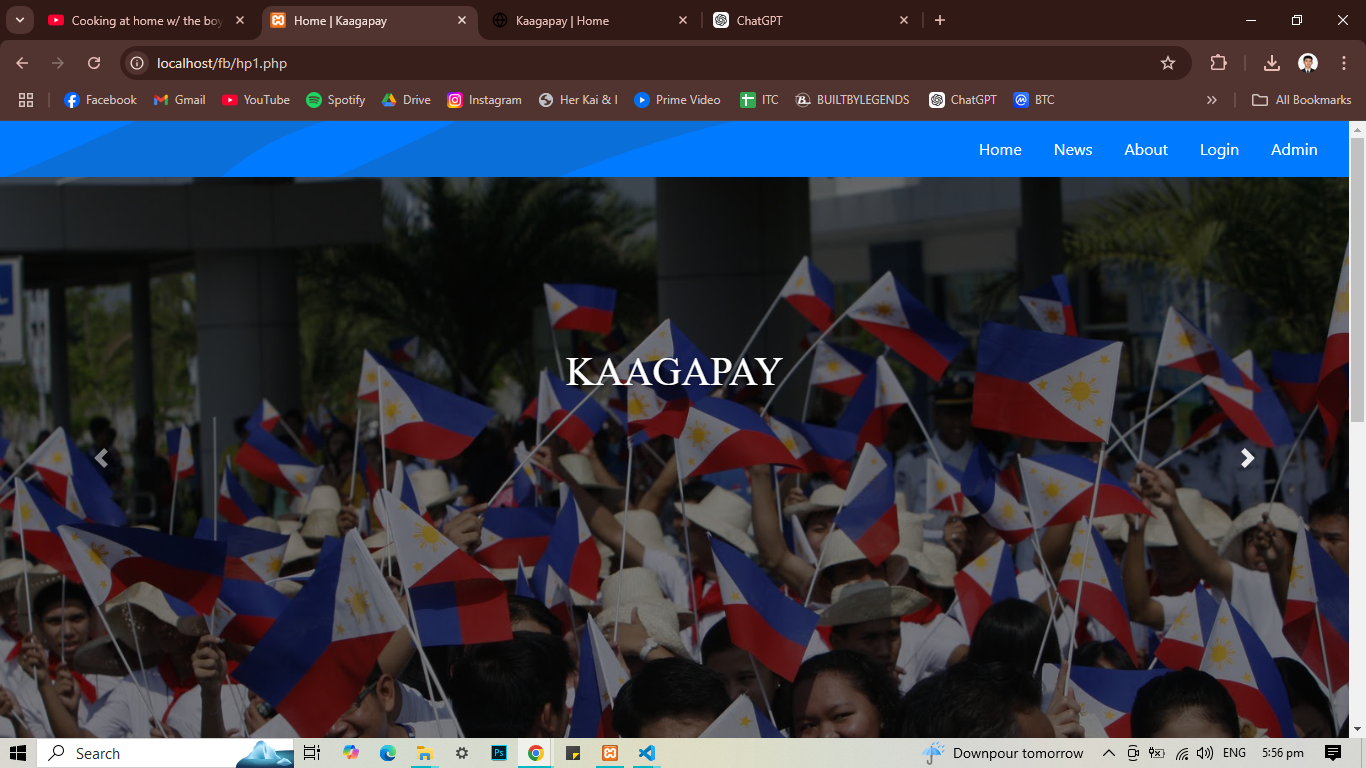 Cooking at home w/ the boy
Home | Kaagapay
Kaagapay | Home
ChatGPT
localhost/fb/hp1.php
Facebook
Gmail
YouTube
Spotify
Drive
Instagram
Her Kai & I
Prime Video
ITC
BUILTBYLEGENDS
ChatGPT
BTC
All Bookmarks
Home
News
About
Login
Admin
KAAGAPAY
Search
Downpour tomorrow
ENG
5:56 pm